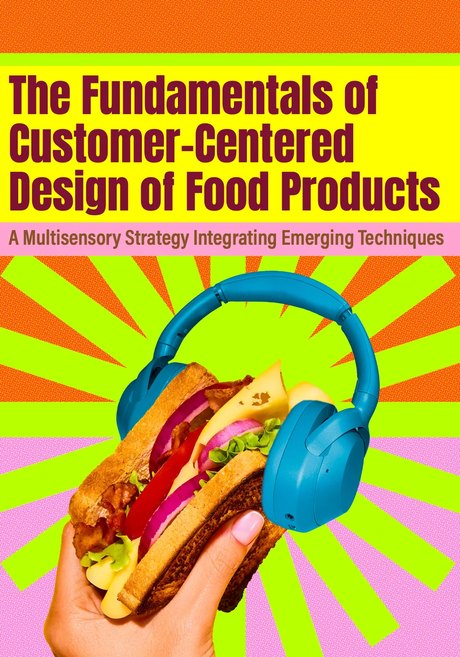 The Fundamentals of
Customer-Centered
Design of Food Products
A Multisensory Strategy Integrating Emerging Techniques